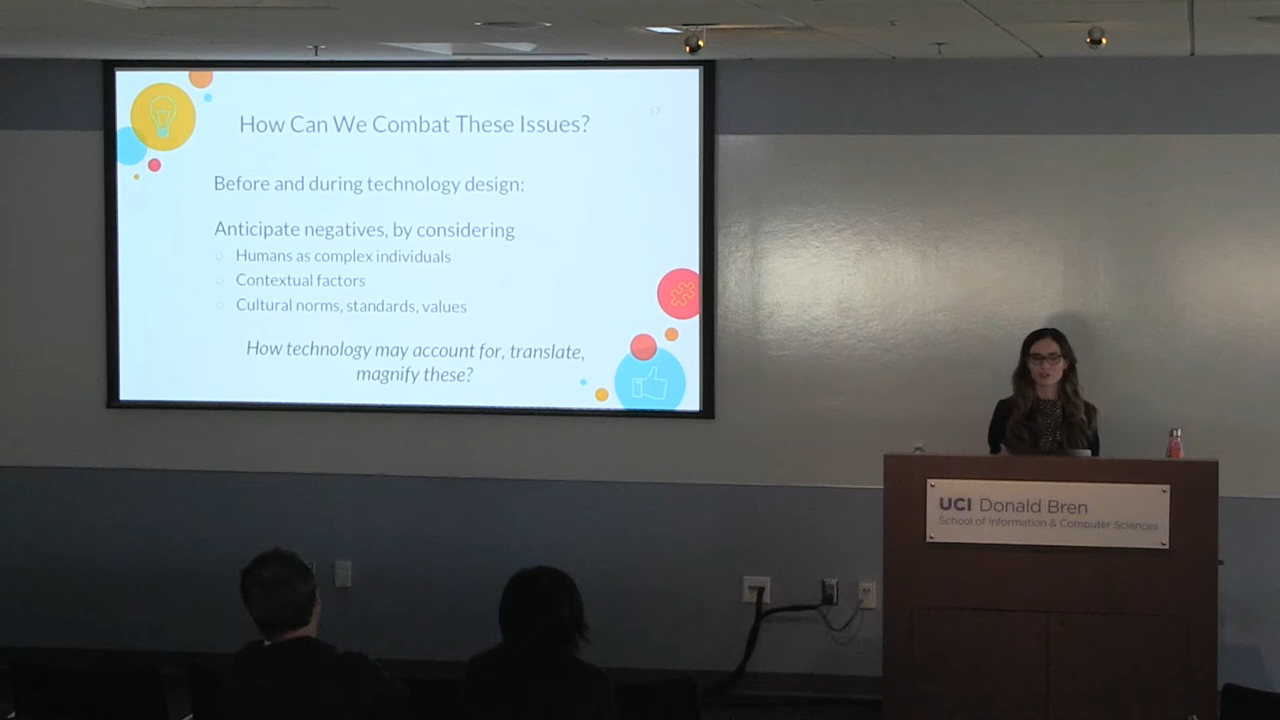 57
How Can We Combat These Issues?
Before and during technology design:
Anticipate negatives, by considering
Humans as complex individuals
Contextual factors
Cultural norms, standards, values
How technology may account for, translate,
magnify these?
UCI Donald Bren
School of Information & Computer Sciences